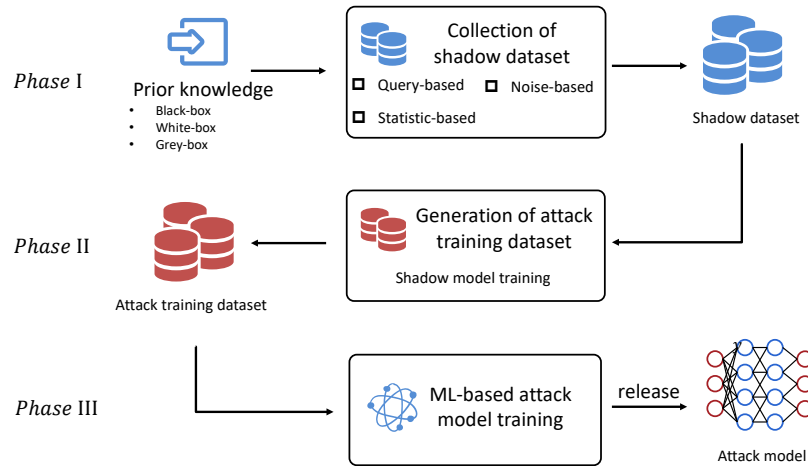 Phase I
Prior knowledge
• Black-box
• White-box
• Grey-box
Collection of
shadow dataset
Query-based
Noise-based
Statistic-based
Shadow dataset
Phase II
Attack training dataset
Generation of attack
training dataset
Shadow model training
Phase III
ML-based attack
model training
release
Attack model